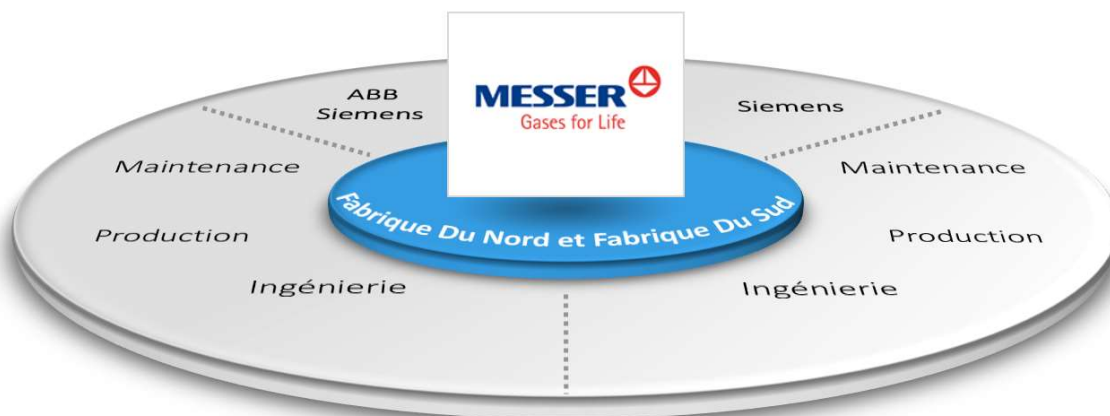 MESSER
Gases for Life
ABB
Siemens
Siemens
Maintenance
Maintenance
Fabrique Du Nord et Fabrique Du Sud
Production
Production
Ingénierie
Ingénierie